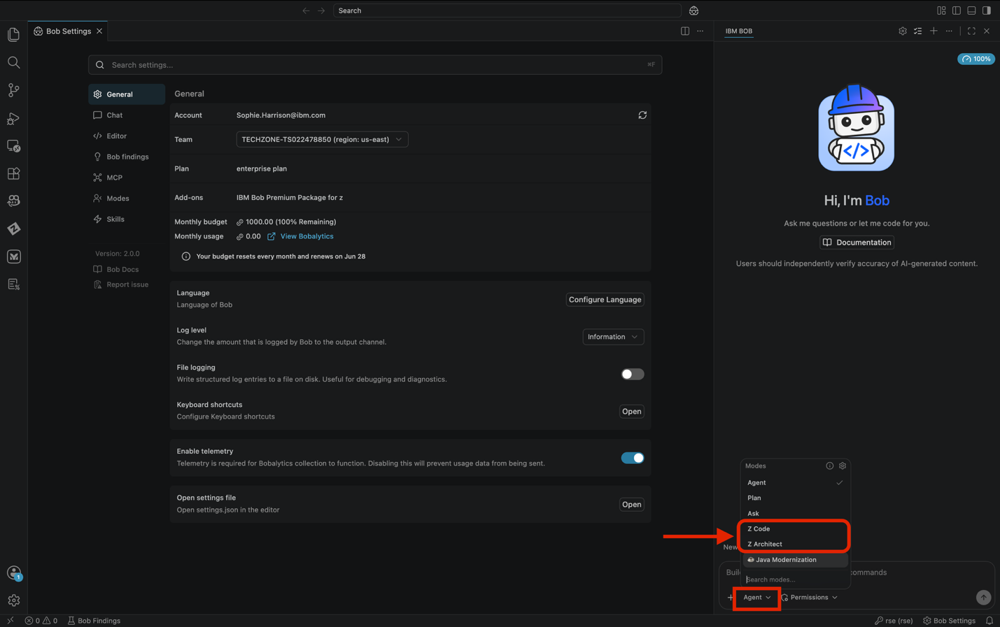 Search
Bob Settings
IBM BOB
100%
Search settings...
⌘F
General
Chat
Editor
Bob findings
MCP
Modes
Skills
Version: 2.0.0
Bob Docs
Report issue
General
Account Sophie.Harrison@ibm.com
Team TECHZONE-TS022478850 (region: us-east)
Plan enterprise plan
Add-ons IBM Bob Premium Package for z
Monthly budget 1000.00 (100% Remaining)
Monthly usage 0.00 View Bobalytics
Your budget resets every month and renews on Jun 28
Language
Language of Bob
Configure Language
Log level
Change the amount that is logged by Bob to the output channel.
Information
File logging
Write structured log entries to a file on disk. Useful for debugging and diagnostics.
Keyboard shortcuts
Configure Keyboard shortcuts
Open
Enable telemetry
Telemetry is required for Bobalytics collection to function. Disabling this will prevent usage data from being sent.
Open settings file
Open settings.json in the editor
Open
</>
Hi, I'm Bob
Ask me questions or let me code for you.
Documentation
Users should independently verify accuracy of AI-generated content.
Modes
Agent
Plan
Ask
Z Code
Z Architect
Java Modernization
Search modes...
New
commands
Agent
Permissions
1
0 0 Bob Findings
rse (rse) Bob Settings